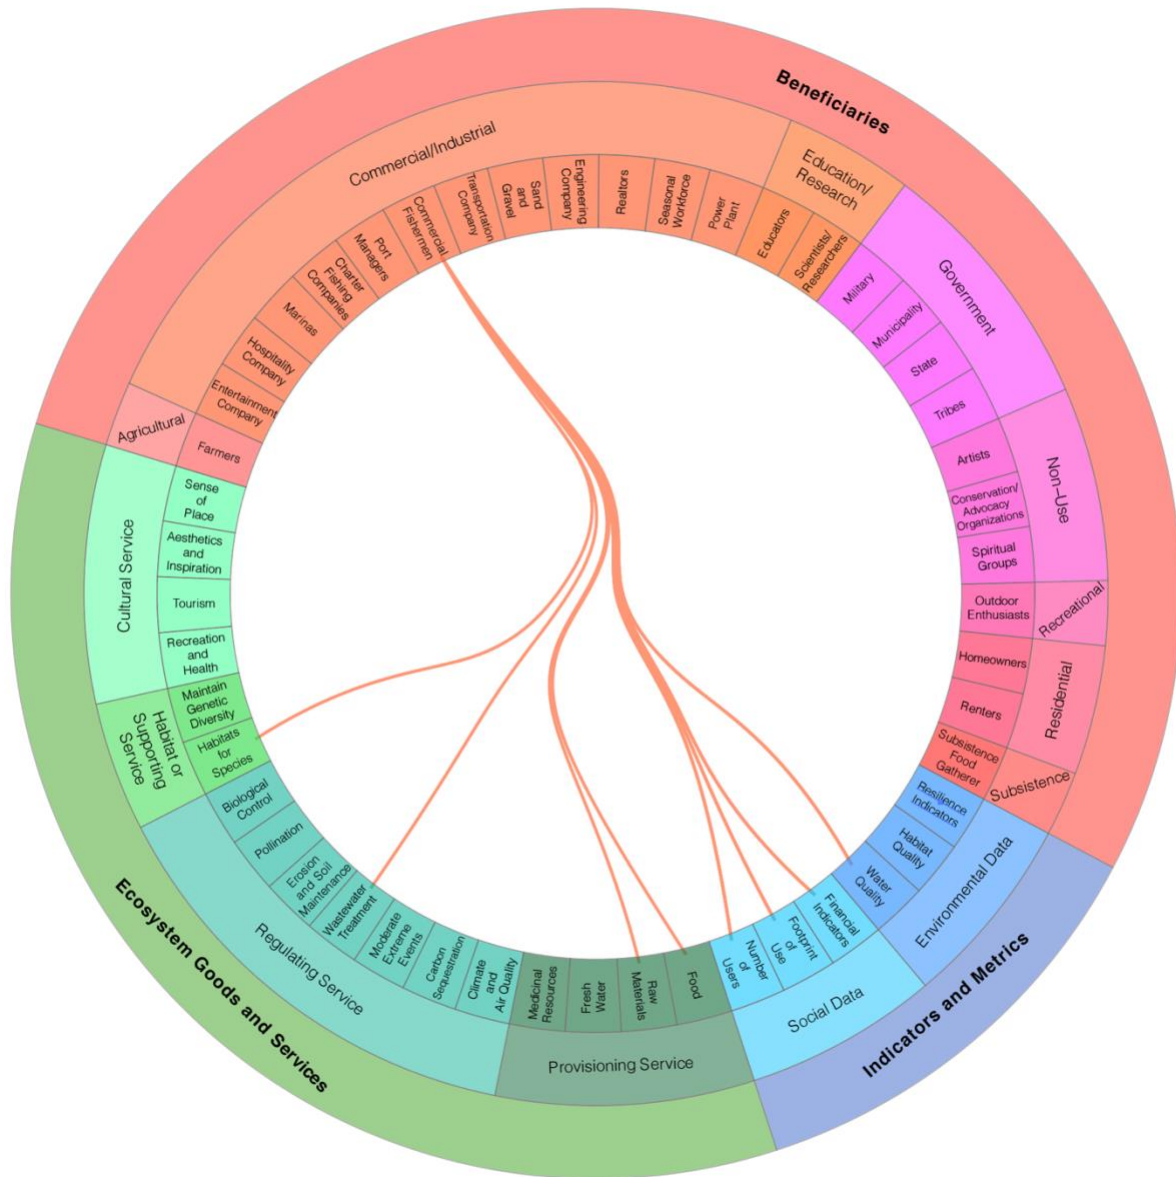 Beneficiaries
Commercial/Industrial
Education/
Research
Government
Non–Use
Recreational
Residential
Subsistence
Agricultural
Farmers
Entertainment
Company
Hospitality
Company
Marinas
Charter
Fishing
Companies
Port
Managers
Commercial
Fishermen
Transportation
Company
Sand
and
Gravel
Engineering
Company
Realtors
Seasonal
Workforce
Power
Plant
Educators
Scientists/
Researchers
Military
Municipality
State
Tribes
Artists
Conservation/
Advocacy
Organizations
Spiritual
Groups
Outdoor
Enthusiasts
Homeowners
Renters
Subsistence
Food
Gatherer
Indicators and Metrics
Environmental Data
Resilience
Indicators
Habitat
Quality
Water
Quality
Social Data
Financial
Indicators
Footprint
of
Use
Number
of
Users
Ecosystem Goods and Services
Provisioning Service
Food
Raw
Materials
Fresh
Water
Medicinal
Resources
Regulating Service
Climate
and
Air Quality
Carbon
Sequestration
Moderate
Extreme
Events
Wastewater
Treatment
Erosion
and Soil
Maintenance
Pollination
Biological
Control
Habitat or
Supporting
Service
Habitats
for
Species
Maintain
Genetic
Diversity
Cultural Service
Recreation
and
Health
Tourism
Aesthetics
and
Inspiration
Sense
of
Place